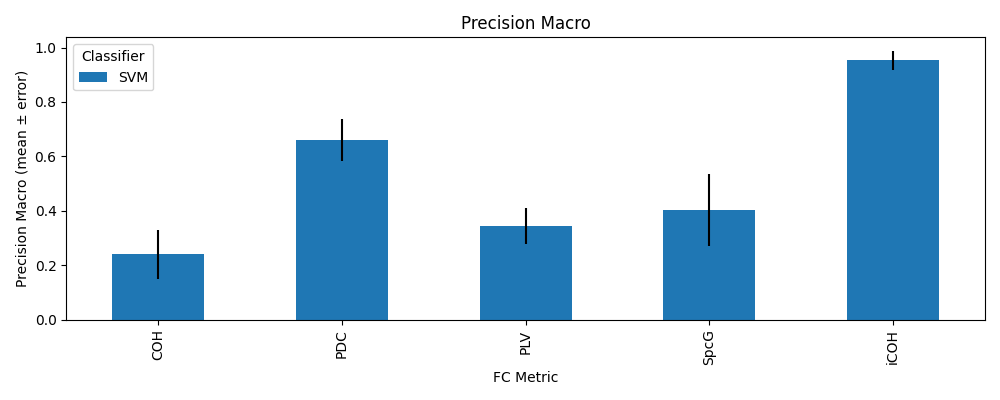 Precision Macro
Classifier
SVM
Precision Macro (mean ± error)
1.0
0.8
0.6
0.4
0.2
0.0
COH
PDC
PLV
SpcG
iCOH
FC Metric